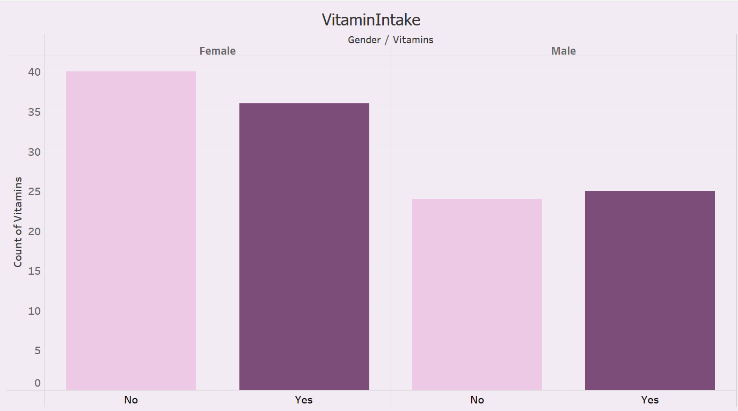 VitaminIntake
Gender / Vitamins
Female
Male
Count of Vitamins
40
35
30
25
20
15
10
5
0
No
Yes
No
Yes